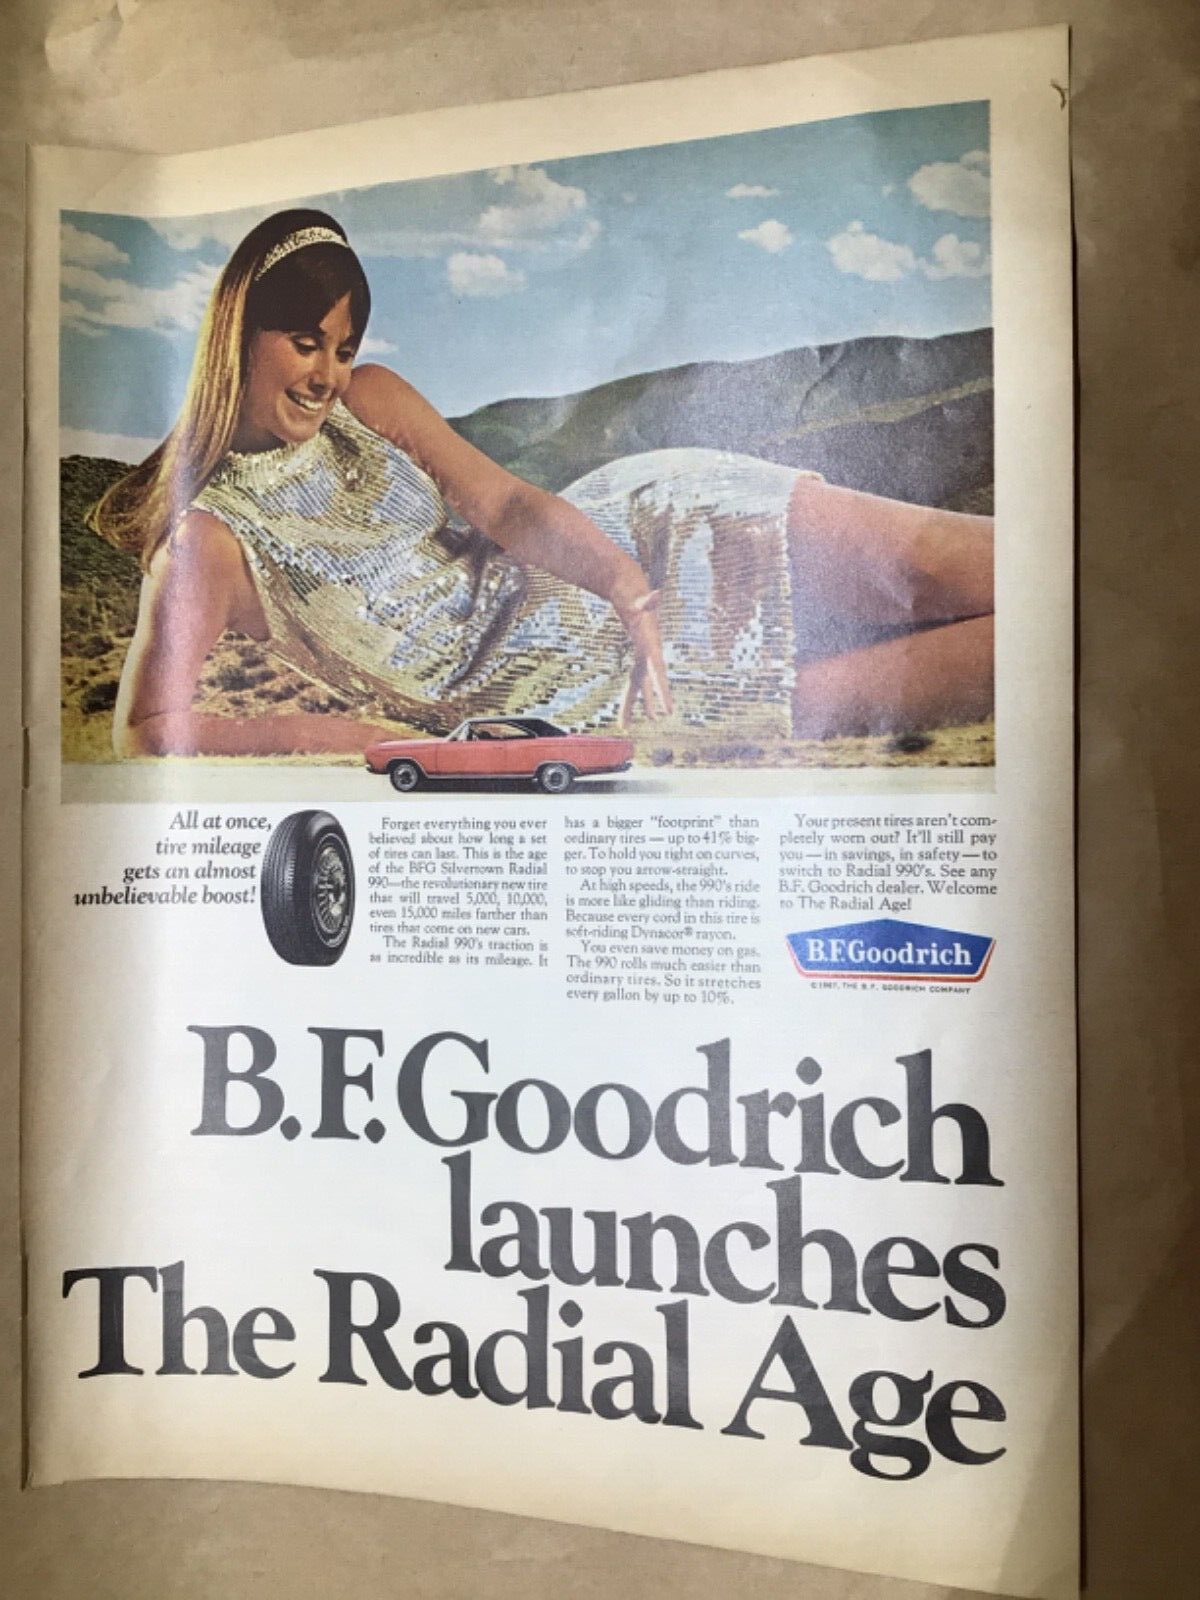 All at once,
tire mileage
gets an almost
unbelievable boost!
Forget everything you ever
believed about how long a set
of tires can last. This is the age
of the BFG Silvertown Radial
990—the revolutionary new tire
that will travel 5,000, 10,000,
even 15,000 miles farther than
tires that come on new cars.
The Radial 990's traction is
as incredible as its mileage. It
has a bigger "footprint" than
ordinary tires — up to 41% big-
ger. To hold you tight on curves,
to stop you arrow-straight.
At high speeds, the 990's ride
is more like gliding than riding.
Because every cord in this tire is
soft-riding Dynacor® rayon.
You even save money on gas.
The 990 rolls much easier than
ordinary tires. So it stretches
every gallon by up to 10%.
Your present tires aren't com-
pletely worn out? It'll still pay
you — in savings, in safety — to
switch to Radial 990's. See any
B.F. Goodrich dealer. Welcome
to The Radial Age!
B.F.Goodrich
©1967, THE B.F. GOODRICH COMPANY
B.F.Goodrich
launches
The Radial Age